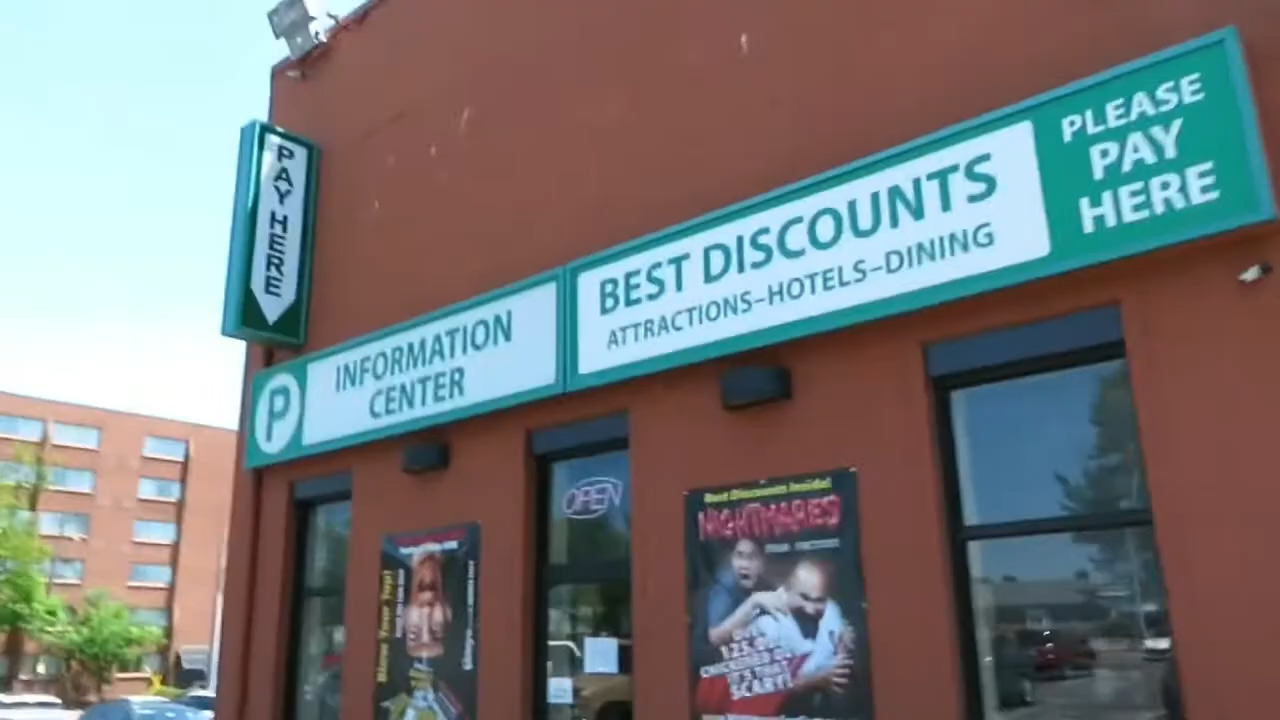 PAY HERE
P
INFORMATION
CENTER
BEST DISCOUNTS
ATTRACTIONS–HOTELS–DINING
PLEASE
PAY
HERE
OPEN
Best Discounts Inside!
NIGHTMARES
SCARY!